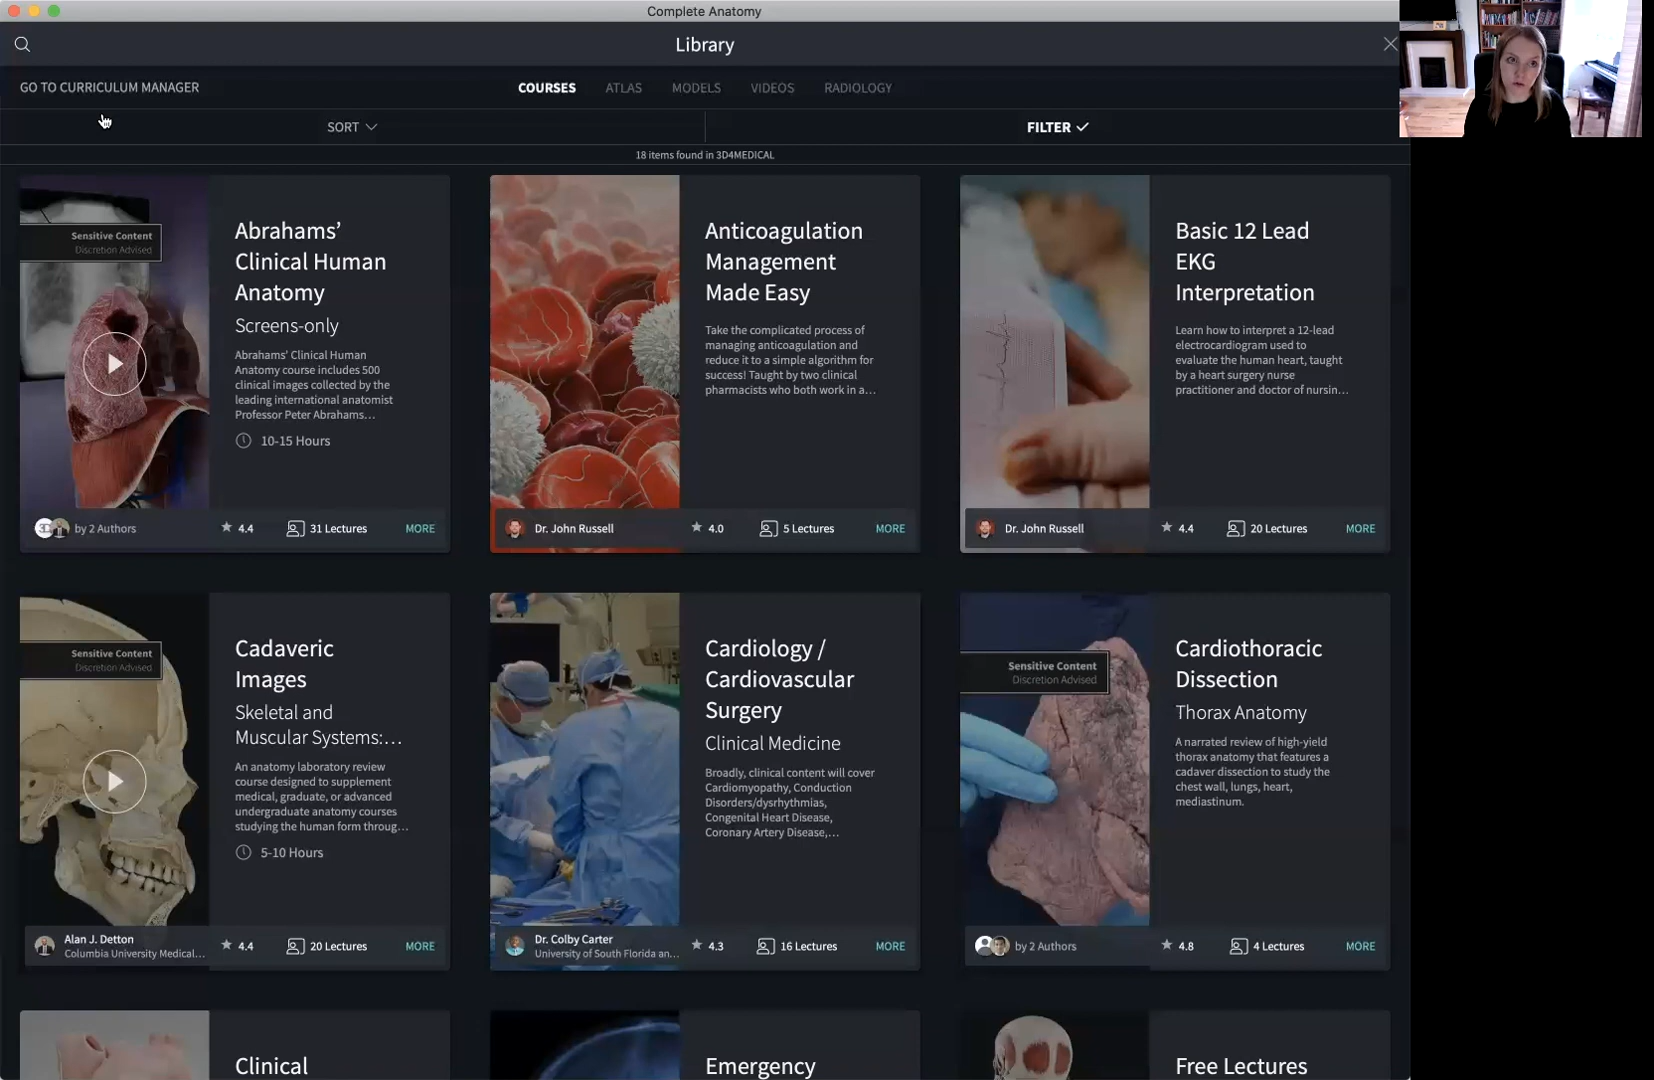 Complete Anatomy
Library
GO TO CURRICULUM MANAGER
COURSES ATLAS MODELS VIDEOS RADIOLOGY
SORT
FILTER
18 items found in 3D4MEDICAL
Sensitive Content
Discretion Advised
Abrahams’
Clinical Human
Anatomy
Screens-only
Abrahams’ Clinical Human
Anatomy course includes 500
clinical images collected by the
leading international anatomist
Professor Peter Abrahams...
10-15 Hours
by 2 Authors 4.4 31 Lectures MORE
Anticoagulation
Management
Made Easy
Take the complicated process of
managing anticoagulation and
reduce it to a simple algorithm for
success! Taught by two clinical
pharmacists who both work in a...
Dr. John Russell 4.0 5 Lectures MORE
Basic 12 Lead
EKG
Interpretation
Learn how to interpret a 12-lead
electrocardiogram used to
evaluate the human heart, taught
by a heart surgery nurse
practitioner and doctor of nursin...
Dr. John Russell 4.4 20 Lectures MORE
Sensitive Content
Discretion Advised
Cadaveric
Images
Skeletal and
Muscular Systems:...
An anatomy laboratory review
course designed to supplement
medical, graduate, or advanced
undergraduate anatomy courses
studying the human form throug...
5-10 Hours
Alan J. Detton
Columbia University Medical...
4.4 20 Lectures MORE
Cardiology /
Cardiovascular
Surgery
Clinical Medicine
Broadly, clinical content will cover
Cardiomyopathy, Conduction
Disorders/dysrhythmias,
Congenital Heart Disease,
Coronary Artery Disease,...
Dr. Colby Carter
University of South Florida an...
4.3 16 Lectures MORE
Sensitive Content
Discretion Advised
Cardiothoracic
Dissection
Thorax Anatomy
A narrated review of high-yield
thorax anatomy that features a
cadaver dissection to study the
chest wall, lungs, heart,
mediastinum.
by 2 Authors 4.8 4 Lectures MORE
Clinical
Emergency
Free Lectures